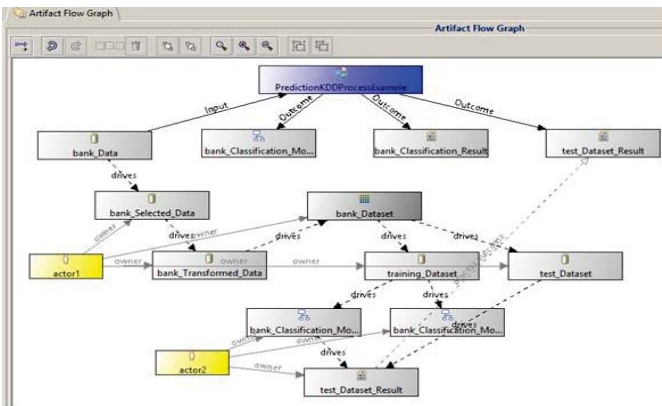 Artifact Flow Graph
Artifact Flow Graph
PredictionKDDProcessExample
Input
Outcome
Outcome
Outcome
bank_Data
bank_Classification_Mo...
bank_Classification_Result
test_Dataset_Result
drives
bank_Selected_Data
bank_Dataset
owner
owner
drives
drives
drives
drives
actor1
owner
bank_Transformed_Data
owner
owner
training_Dataset
owner
test_Dataset
drives
drives
bank_Classification_Mo...
bank_Classification_Mo...
drives
owner
owner
drives
actor2
owner
test_Dataset_Result